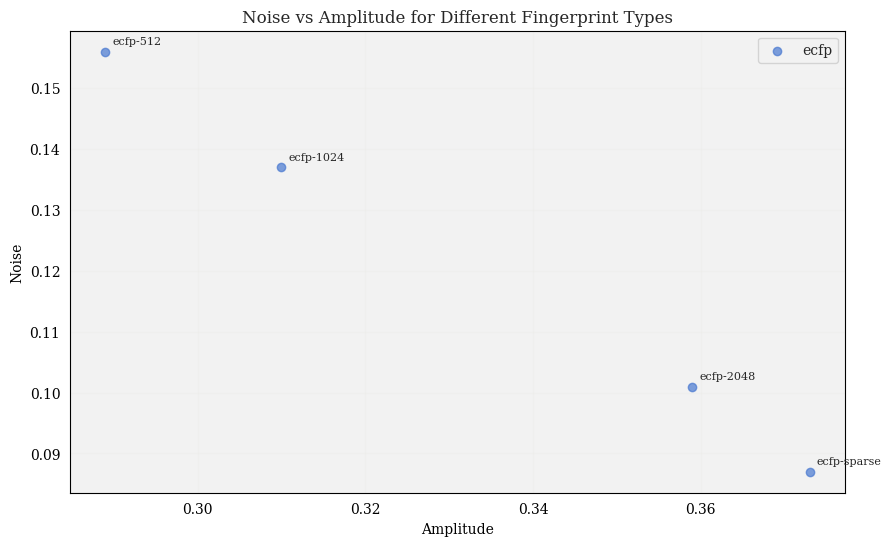 Noise vs Amplitude for Different Fingerprint Types
ecfp
ecfp-512
ecfp-1024
ecfp-2048
ecfp-sparse
0.15
0.14
0.13
0.12
0.11
0.10
0.09
Noise
0.30 0.32 0.34 0.36
Amplitude